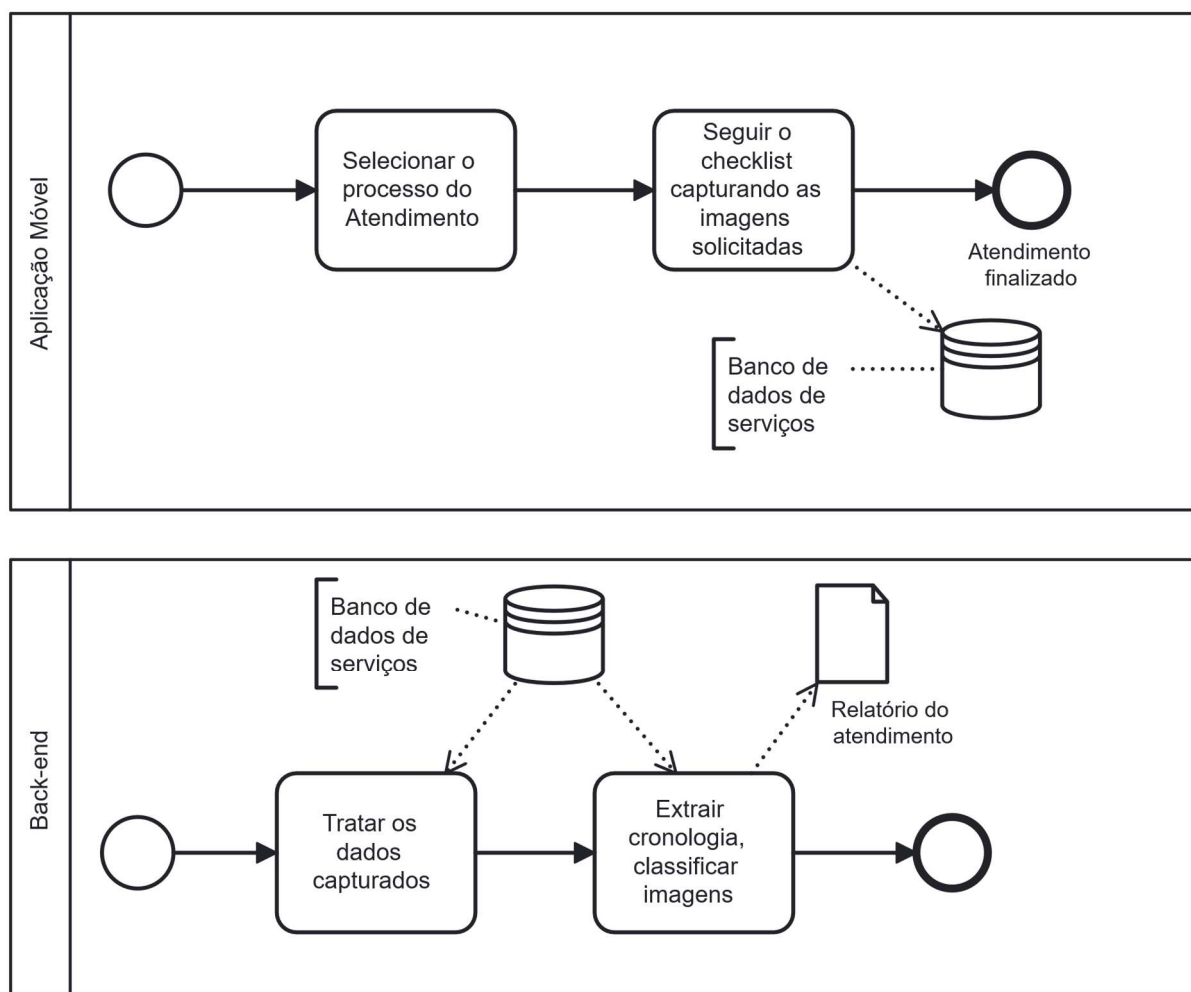 Aplicação Móvel
Selecionar o
processo do
Atendimento
Seguir o
checklist
capturando as
imagens
solicitadas
Atendimento
finalizado
Banco de
dados de
serviços
Back-end
Banco de
dados de
serviços
Relatório do
atendimento
Tratar os
dados
capturados
Extrair
cronologia,
classificar
imagens